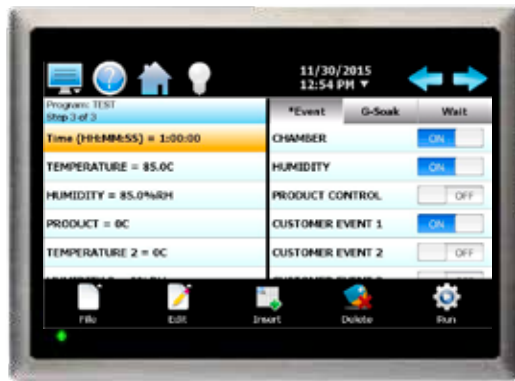 11/30/2015
12:54 PM ▼
Program: TEST
Step 3 of 3
*Event G-Soak Wait
Time (HH:MM:SS) = 1:00:00
CHAMBER ON
TEMPERATURE = 85.0C
HUMIDITY ON
HUMIDITY = 85.0%RH
PRODUCT CONTROL OFF
PRODUCT = 0C
CUSTOMER EVENT 1 ON
TEMPERATURE 2 = 0C
CUSTOMER EVENT 2 OFF
File Edit Insert Delete Run